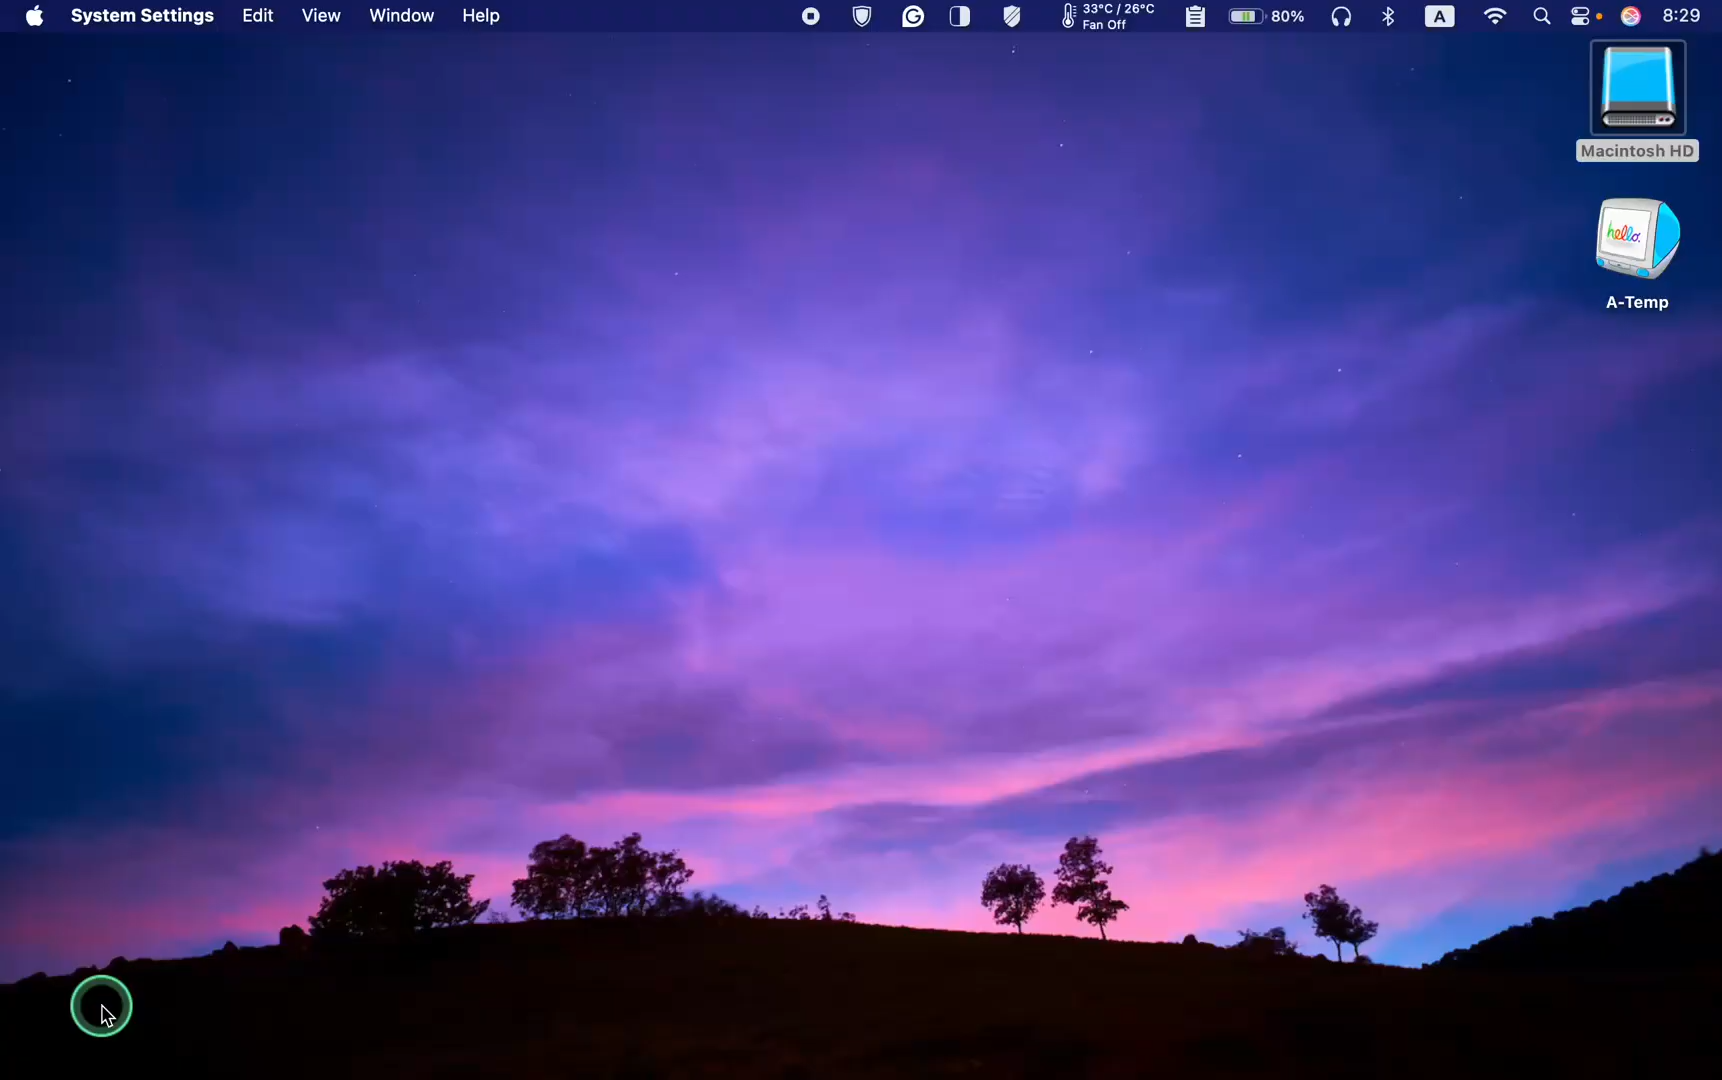 System Settings Edit View Window Help 33°C / 26°C 80% A 8:29
Fan Off
Macintosh HD
hello.
A-Temp